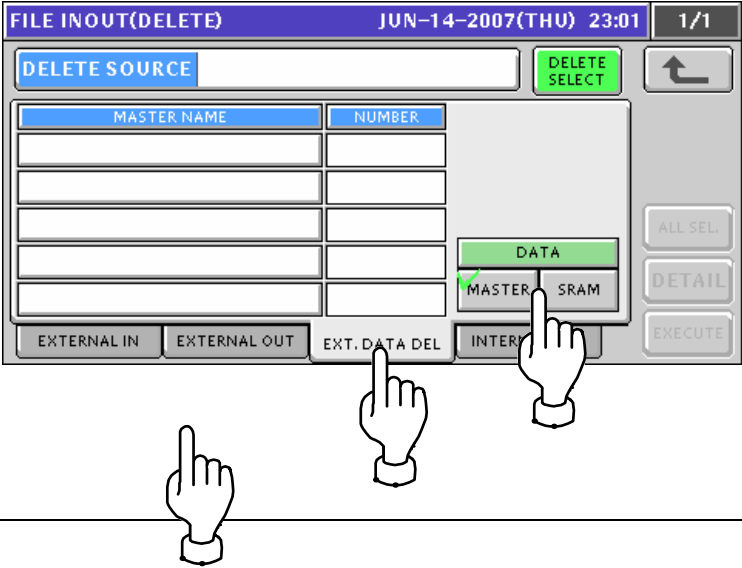 FILE INOUT(DELETE) JUN-14-2007(THU) 23:01 1/1
DELETE SOURCE
DELETE
SELECT
MASTER NAME NUMBER
ALL SEL.
DATA
MASTER SRAM
DETAIL
EXTERNAL IN EXTERNAL OUT EXT. DATA DEL
EXECUTE